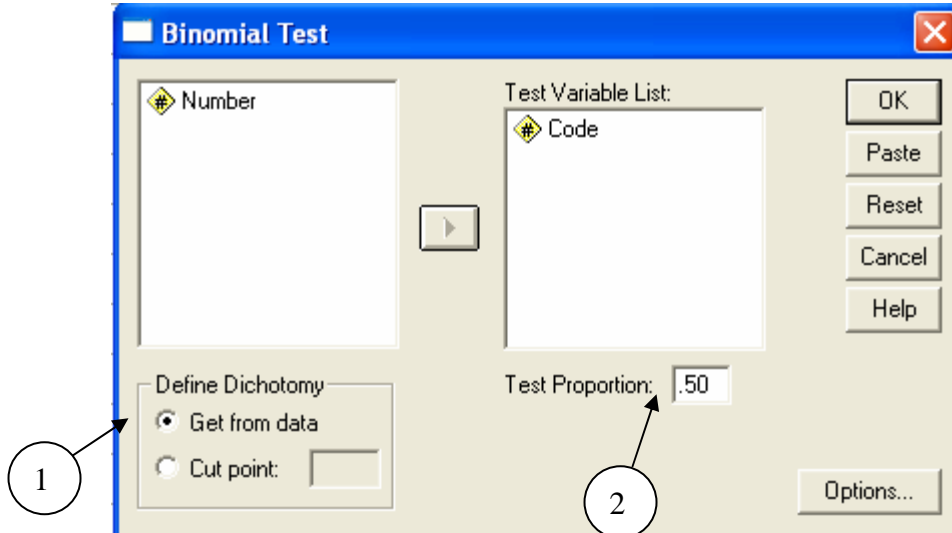 Binomial Test
Number
Test Variable List:
Code
OK
Paste
Reset
Cancel
Help
Define Dichotomy
Get from data
Cut point:
Test Proportion: .50
Options...
1
2